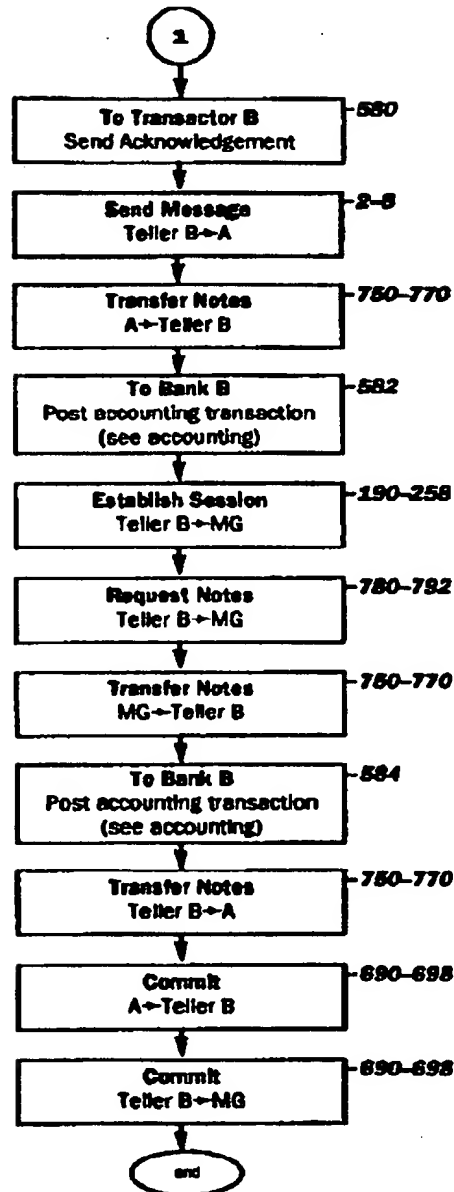 1
To Transactor B
Send Acknowledgement
580
Send Message
Teller B→A
2-8
Transfer Notes
A→Teller B
750-770
To Bank B
Post accounting transaction
(see accounting)
582
Establish Session
Teller B→MG
190-258
Request Notes
Teller B→MG
780-792
Transfer Notes
MG→Teller B
750-770
To Bank B
Post accounting transaction
(see accounting)
584
Transfer Notes
Teller B→A
750-770
Commit
A→Teller B
690-698
Commit
Teller B→MG
690-698
end